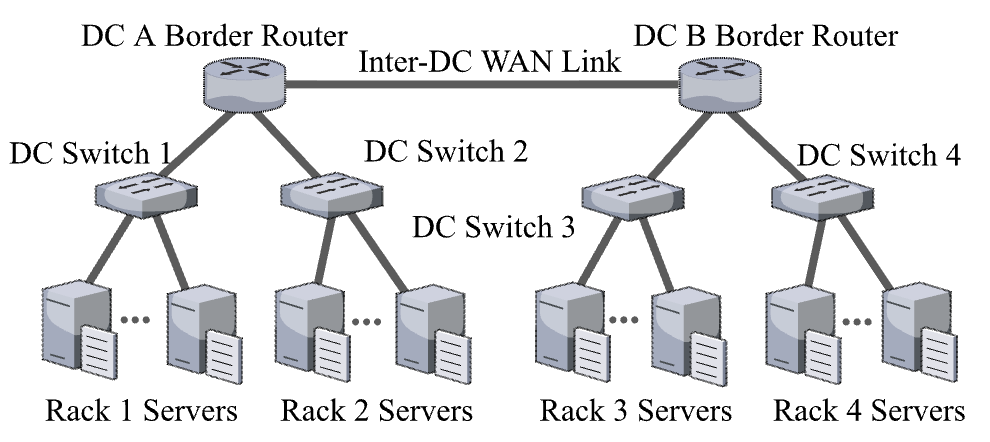 DC A Border Router
DC B Border Router
Inter-DC WAN Link
DC Switch 1
DC Switch 2
DC Switch 4
DC Switch 3
Rack 1 Servers
Rack 2 Servers
Rack 3 Servers
Rack 4 Servers